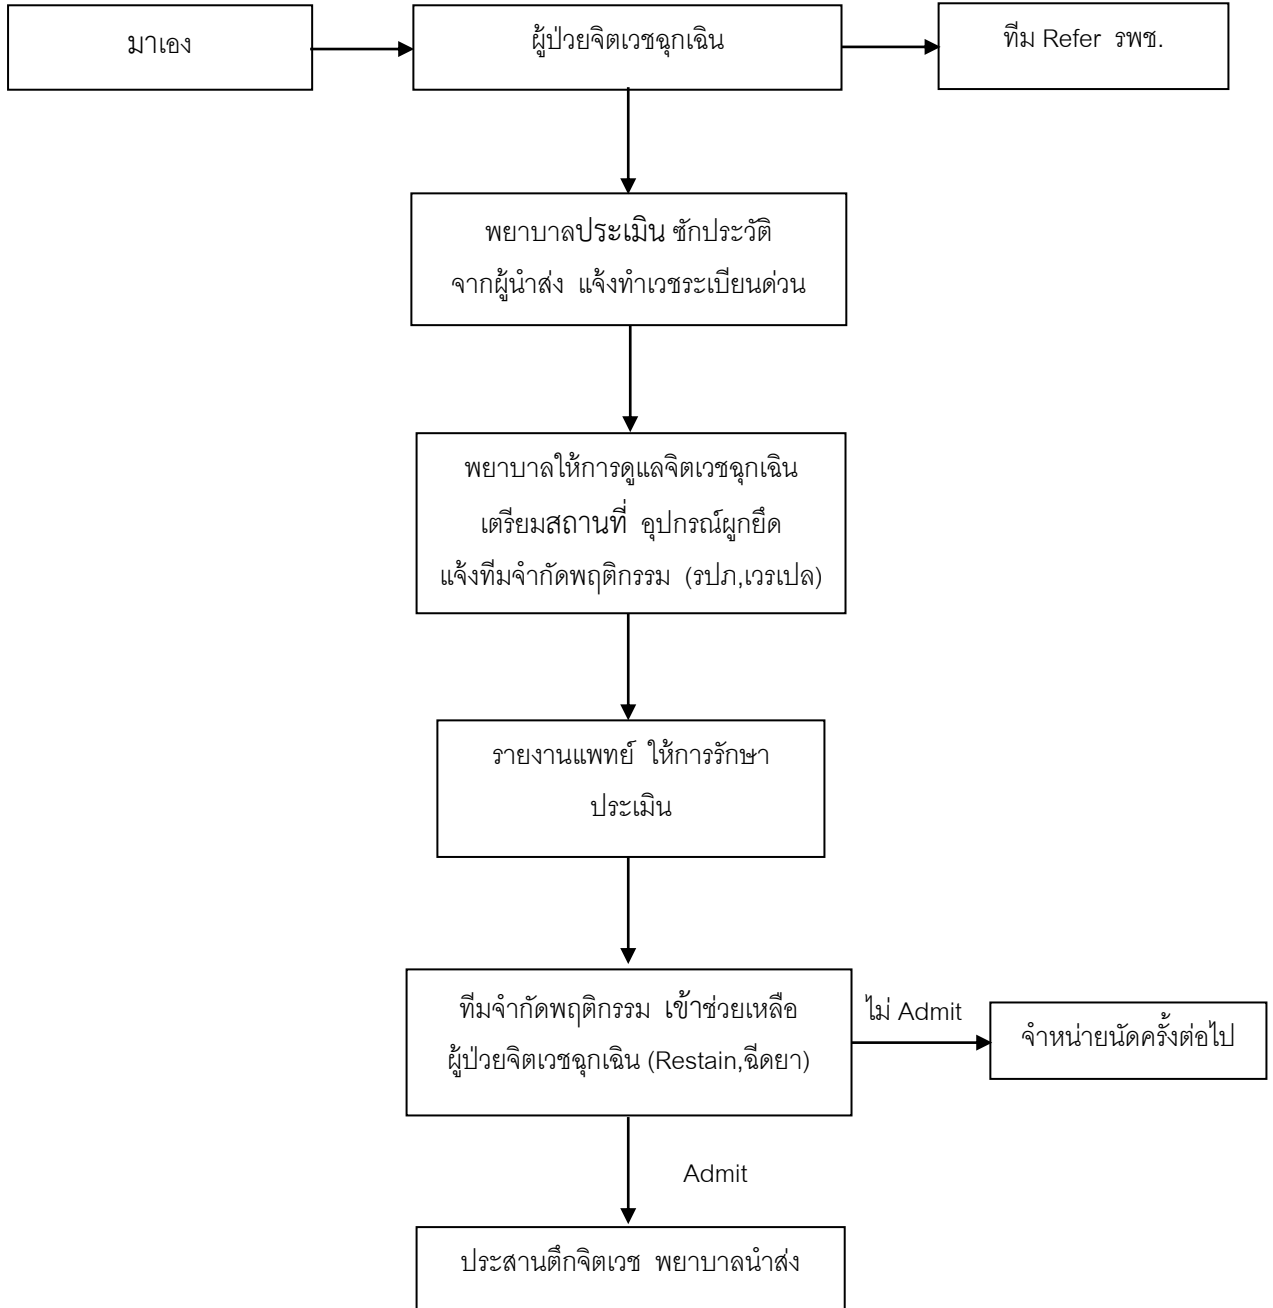 มาเอง
ผู้ป่วยจิตเวชฉุกเฉิน
ทีม Refer รพช.
พยาบาลประเมิน ซักประวัติ
จากผู้นำส่ง แจ้งทำเวชระเบียนด่วน
พยาบาลให้การดูแลจิตเวชฉุกเฉิน
เตรียมสถานที่ อุปกรณ์ผูกยึด
แจ้งทีมจำกัดพฤติกรรม (รปภ,เวรเปล)
รายงานแพทย์ ให้การรักษา
ประเมิน
ทีมจำกัดพฤติกรรม เข้าช่วยเหลือ
ผู้ป่วยจิตเวชฉุกเฉิน (Restain,ฉีดยา)
ไม่ Admit
จำหน่ายนัดครั้งต่อไป
Admit
ประสานตึกจิตเวช พยาบาลนำส่ง